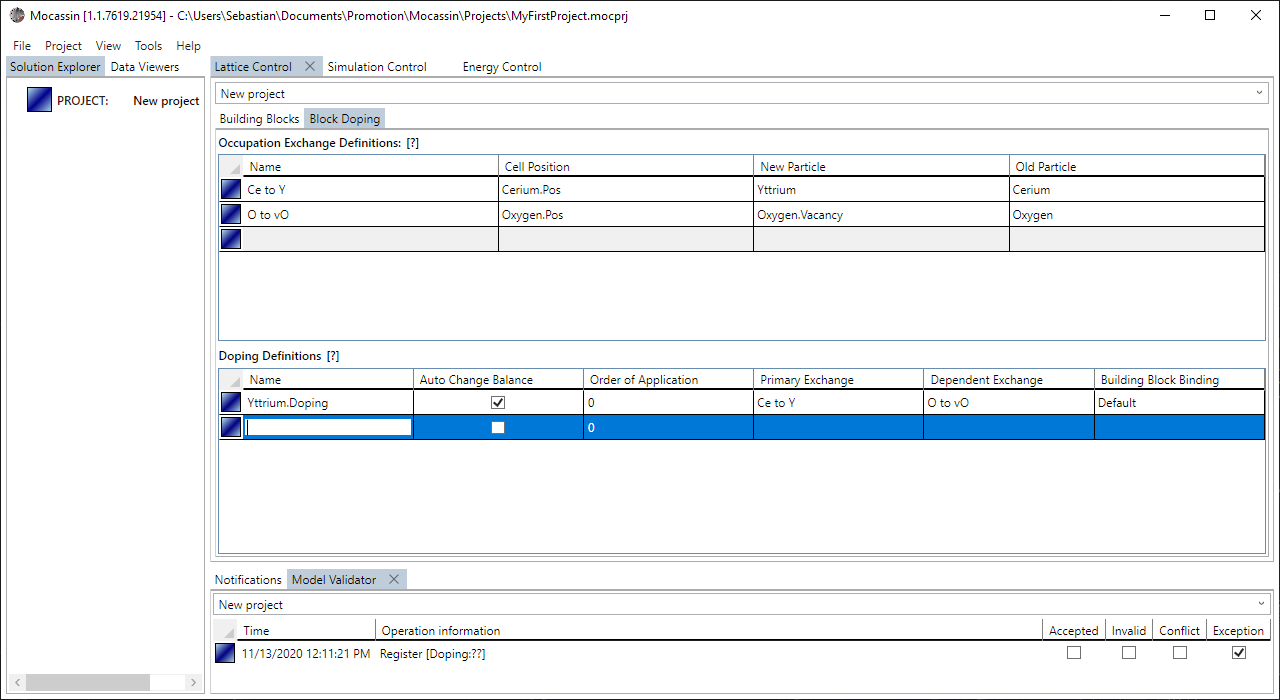 Mocassin [1.1.7619.21954] - C:\Users\Sebastian\Documents\Promotion\Mocassin\Projects\MyFirstProject.mocprj
File Project View Tools Help
Solution Explorer Data Viewers
PROJECT: New project
Lattice Control Simulation Control Energy Control
New project
Building Blocks Block Doping
Occupation Exchange Definitions: [?]
Name Cell Position New Particle Old Particle
Ce to Y Cerium.Pos Yttrium Cerium
O to vO Oxygen.Pos Oxygen.Vacancy Oxygen
Doping Definitions [?]
Name Auto Change Balance Order of Application Primary Exchange Dependent Exchange Building Block Binding
Yttrium.Doping 0 Ce to Y O to vO Default
0
Notifications Model Validator
New project
Time Operation information Accepted Invalid Conflict Exception
11/13/2020 12:11:21 PM Register [Doping:??]